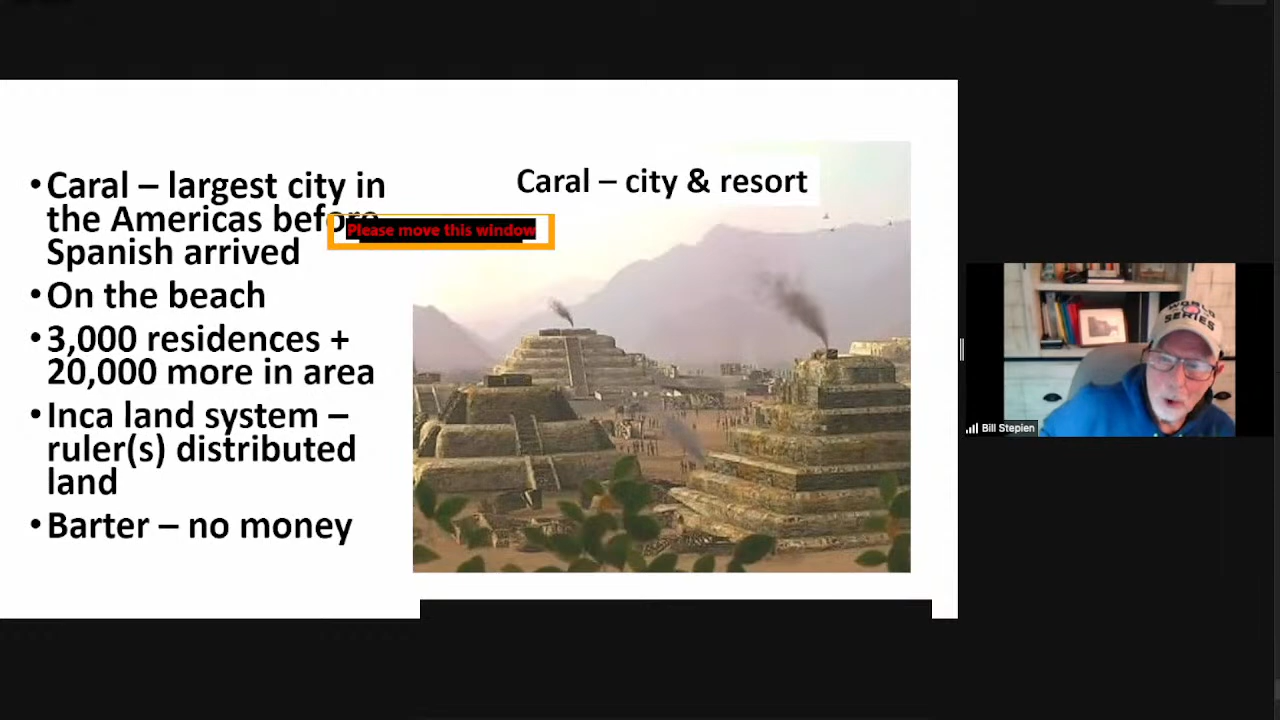 Caral – city & resort
• Caral – largest city in
the Americas before
Spanish arrived
• On the beach
• 3,000 residences +
20,000 more in area
• Inca land system –
ruler(s) distributed
land
• Barter – no money
Please move this window
WORLD
SERIES
Bill Stepien